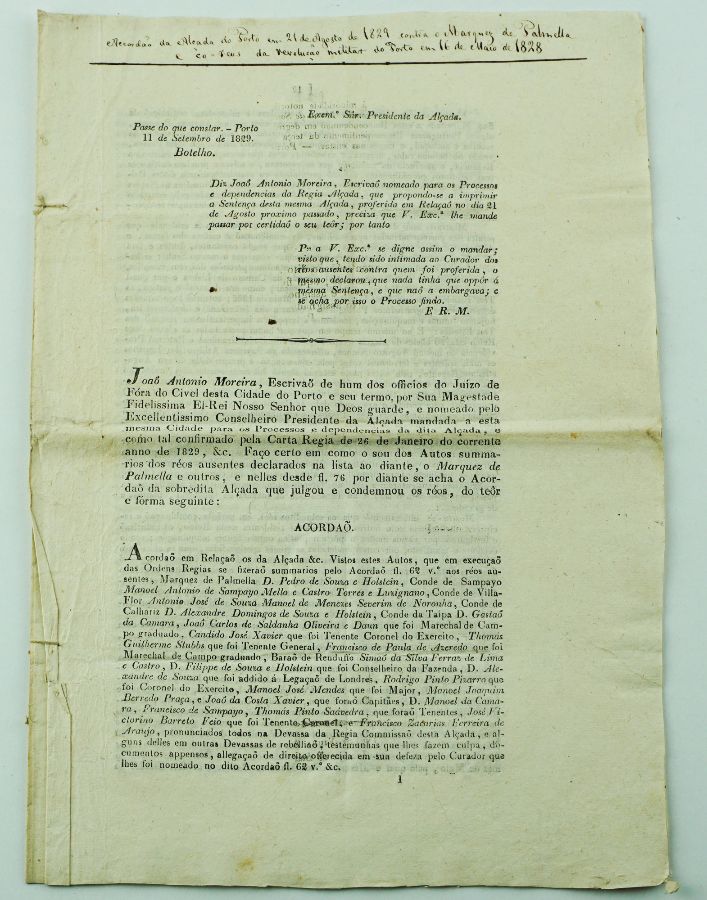 Accordão da Alcada do Porto em 21 de Agosto de 1829 contra o Marquez de Palmella
e co-reos da revolução militar do Porto em 16 de Maio de 1828
Exem.º Sñr. Presidente da Alçada.
Passe do que constar. - Porto
11 de Setembro de 1829.
Botelho.
Diz Joaõ Antonio Moreira, Escrivaõ nomeado para os Processos
e dependencias da Regia Alçada, que propondo-se a imprimir
a Sentença desta mesma Alçada, proferida em Relaçaõ no dia 21
de Agosto proximo passado, preciza que V. Exc.ª lhe mande
passar por certidaõ o seu teôr; por tanto
P. a V. Exc.ª se digne assim o mandar;
visto que, tendo sido intimada ao Curador dos
réos ausentes contra quem foi proferida, o
mesmo declarou, que nada tinha que oppôr á
mesma Sentença, e que naõ a embargava; e
se acha por isso o Processo findo.
E R. M.
Joaõ Antonio Moreira, Escrivaõ de hum dos officios do Juizo de
Fóra do Civel desta Cidade do Porto e seu termo, por Sua Magestade
Fidelissima El-Rei Nosso Senhor que Deos guarde, e nomeado pelo
Excellentissimo Conselheiro Presidente da Alçada mandada a esta
mesma Cidade para os Processos e dependencias da dita Alçada, e
como tal confirmado pela Carta Regia de 26 de Janeiro do corrente
anno de 1829, &c. Faço certo em como o sou dos Autos summa-
rios dos réos ausentes declarados na lista ao diante, o Marquez de
Palmella e outros, e nelles desde fl. 76 por diante se acha o Acor-
daõ da sobredita Alçada que julgou e condemnou os réos, do teôr
e fórma seguinte:
ACORDAÕ.
Acordaõ em Relaçaõ os da Alçada &c. Vistos estes Autos, que em execuçaõ
das Ordens Regias se fizeraõ summarios pelo Acordaõ fl. 62 v.º aos réos au-
sentes, Marquez de Palmella D. Pedro de Souza e Holstein, Conde de Sampayo
Manoel Antonio de Sampayo Mello e Castro Torres e Luzignano, Conde de Villa-
Flor Antonio José de Souza Manoel de Menezes Severim de Noronha, Conde de
Calhariz D. Alexandre Domingos de Souza e Holstein, Conde da Taipa D. Gastaõ
da Camara, Joaõ Carlos de Saldanha Oliveira e Daun que foi Marechal de Cam-
po graduado, Candido José Xavier que foi Tenente Coronel do Exercito, Thomás
Guilherme Stubbs que foi Tenente General, Francisco de Paula de Azeredo que foi
Marechal de Campo graduado, Baraõ de Renduffe Simaõ da Silva Ferraz de Lima
e Castro, D. Filippe de Souza e Holstein que foi Conselheiro da Fazenda, D. Ale-
xandre de Souza que foi addido á Legaçaõ de Londres, Rodrigo Pinto Pizarro que
foi Coronel do Exercito, Manoel José Mendes que foi Major, Manoel Joaquim
Berredo Praça, e Joaõ da Costa Xavier, que foraõ Capitães, D. Manoel da Cama-
ra, Francisco de Sampayo, Thomás Pinto Saavedra, que foraõ Tenentes, José Vi-
ctorino Barreto Feio que foi Tenente Coronel, e Francisco Zacarias Ferreira de
Araujo, pronunciados todos na Devassa da Regia Commissaõ desta Alçada, e al-
guns delles em outras Devassas de rebelliaõ, testemunhas que lhes fazem culpa, do-
cumentos appensos, allegaçaõ de direito offerecida em sua defeza pelo Curador que
lhes foi nomeado no dito Acordaõ fl. 62 v.º &c.
1